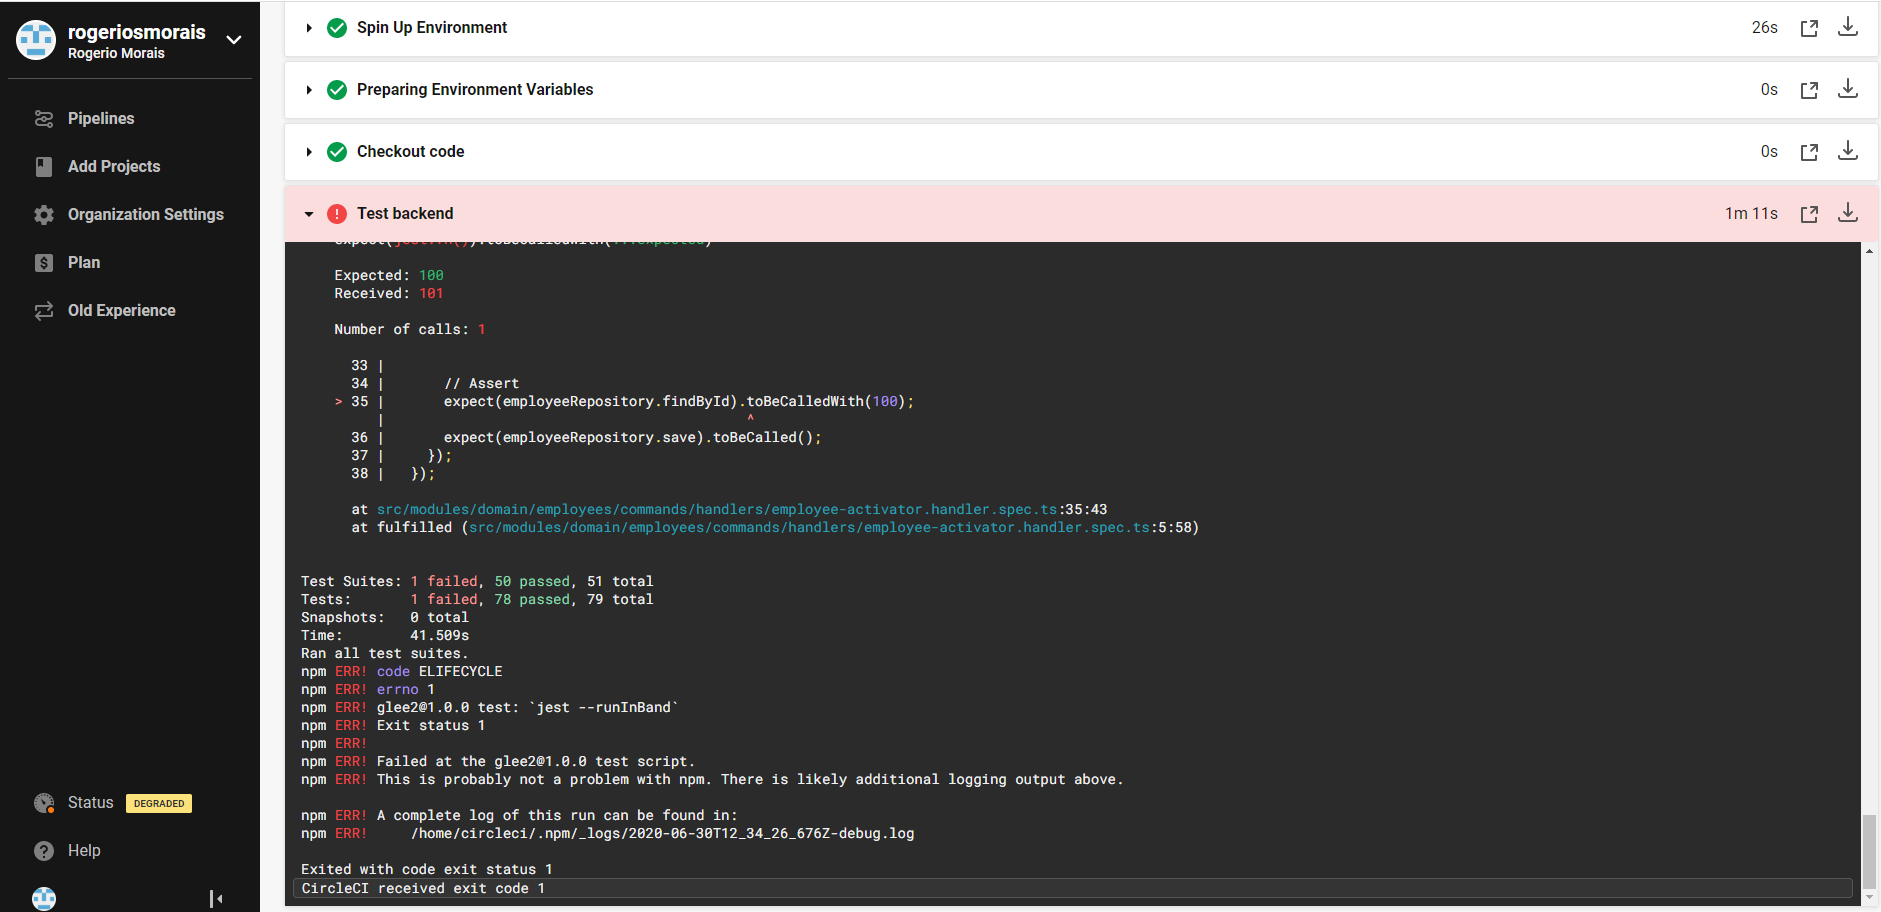 rogeriosmorais
Rogerio Morais
Pipelines
Add Projects
Organization Settings
Plan
Old Experience
Status DEGRADED
Help
Spin Up Environment 26s
Preparing Environment Variables 0s
Checkout code 0s
Test backend 1m 11s
expect(jest.fn()).toBeCalledWith(...expected)
Expected: 100
Received: 101
Number of calls: 1
33 |
34 | // Assert
> 35 | expect(employeeRepository.findById).toBeCalledWith(100);
| ^
36 | expect(employeeRepository.save).toBeCalled();
37 | });
38 | });
at src/modules/domain/employees/commands/handlers/employee-activator.handler.spec.ts:35:43
at fulfilled (src/modules/domain/employees/commands/handlers/employee-activator.handler.spec.ts:5:58)
Test Suites: 1 failed, 50 passed, 51 total
Tests: 1 failed, 78 passed, 79 total
Snapshots: 0 total
Time: 41.509s
Ran all test suites.
npm ERR! code ELIFECYCLE
npm ERR! errno 1
npm ERR! glee2@1.0.0 test: `jest --runInBand`
npm ERR! Exit status 1
npm ERR!
npm ERR! Failed at the glee2@1.0.0 test script.
npm ERR! This is probably not a problem with npm. There is likely additional logging output above.
npm ERR! A complete log of this run can be found in:
npm ERR! /home/circleci/.npm/_logs/2020-06-30T12_34_26_676Z-debug.log
Exited with code exit status 1
CircleCI received exit code 1